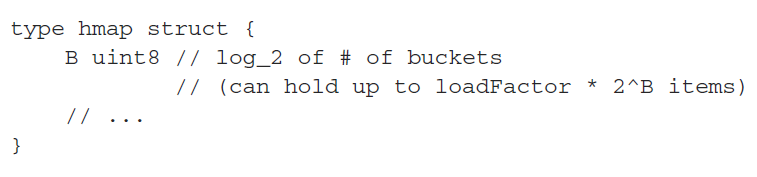 type hmap struct {
    B uint8 // log_2 of # of buckets
            // (can hold up to loadFactor * 2^B items)
    // ...
}